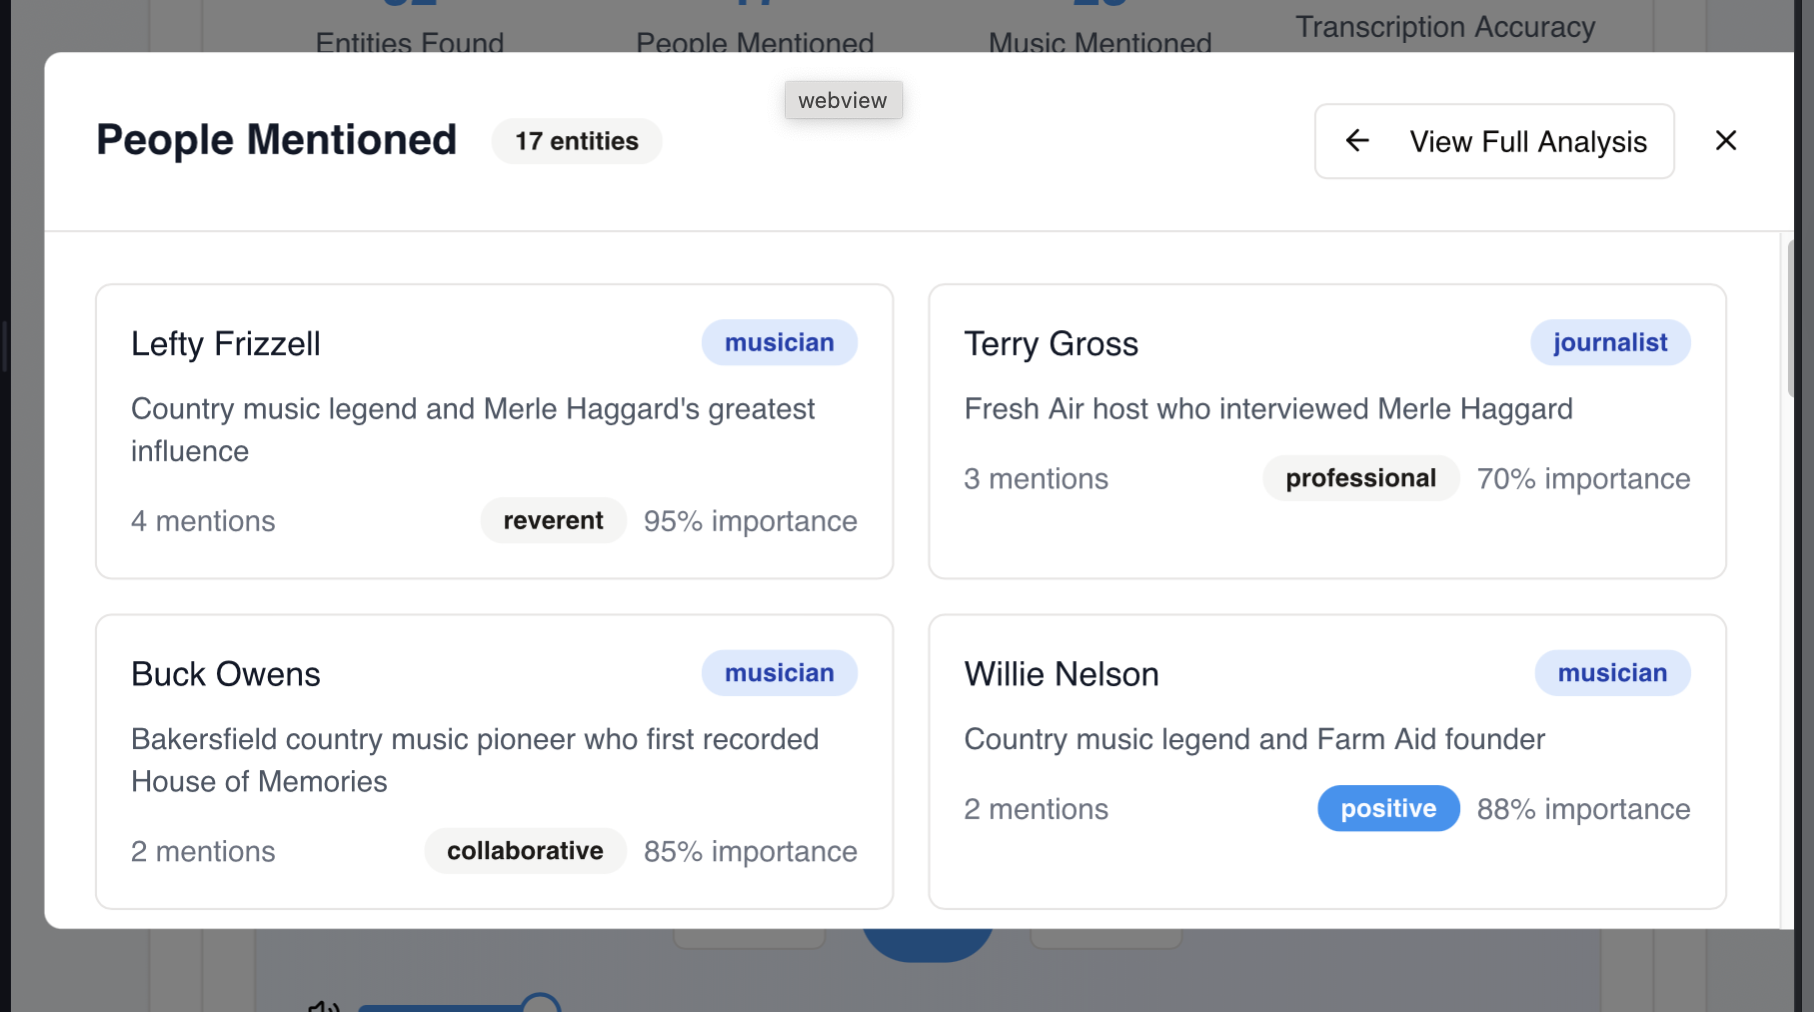 Entities Found
People Mentioned
Music Mentioned
Transcription Accuracy
webview
People Mentioned
17 entities
View Full Analysis
Lefty Frizzell
musician
Country music legend and Merle Haggard's greatest
influence
4 mentions
reverent
95% importance
Terry Gross
journalist
Fresh Air host who interviewed Merle Haggard
3 mentions
professional
70% importance
Buck Owens
musician
Bakersfield country music pioneer who first recorded
House of Memories
2 mentions
collaborative
85% importance
Willie Nelson
musician
Country music legend and Farm Aid founder
2 mentions
positive
88% importance